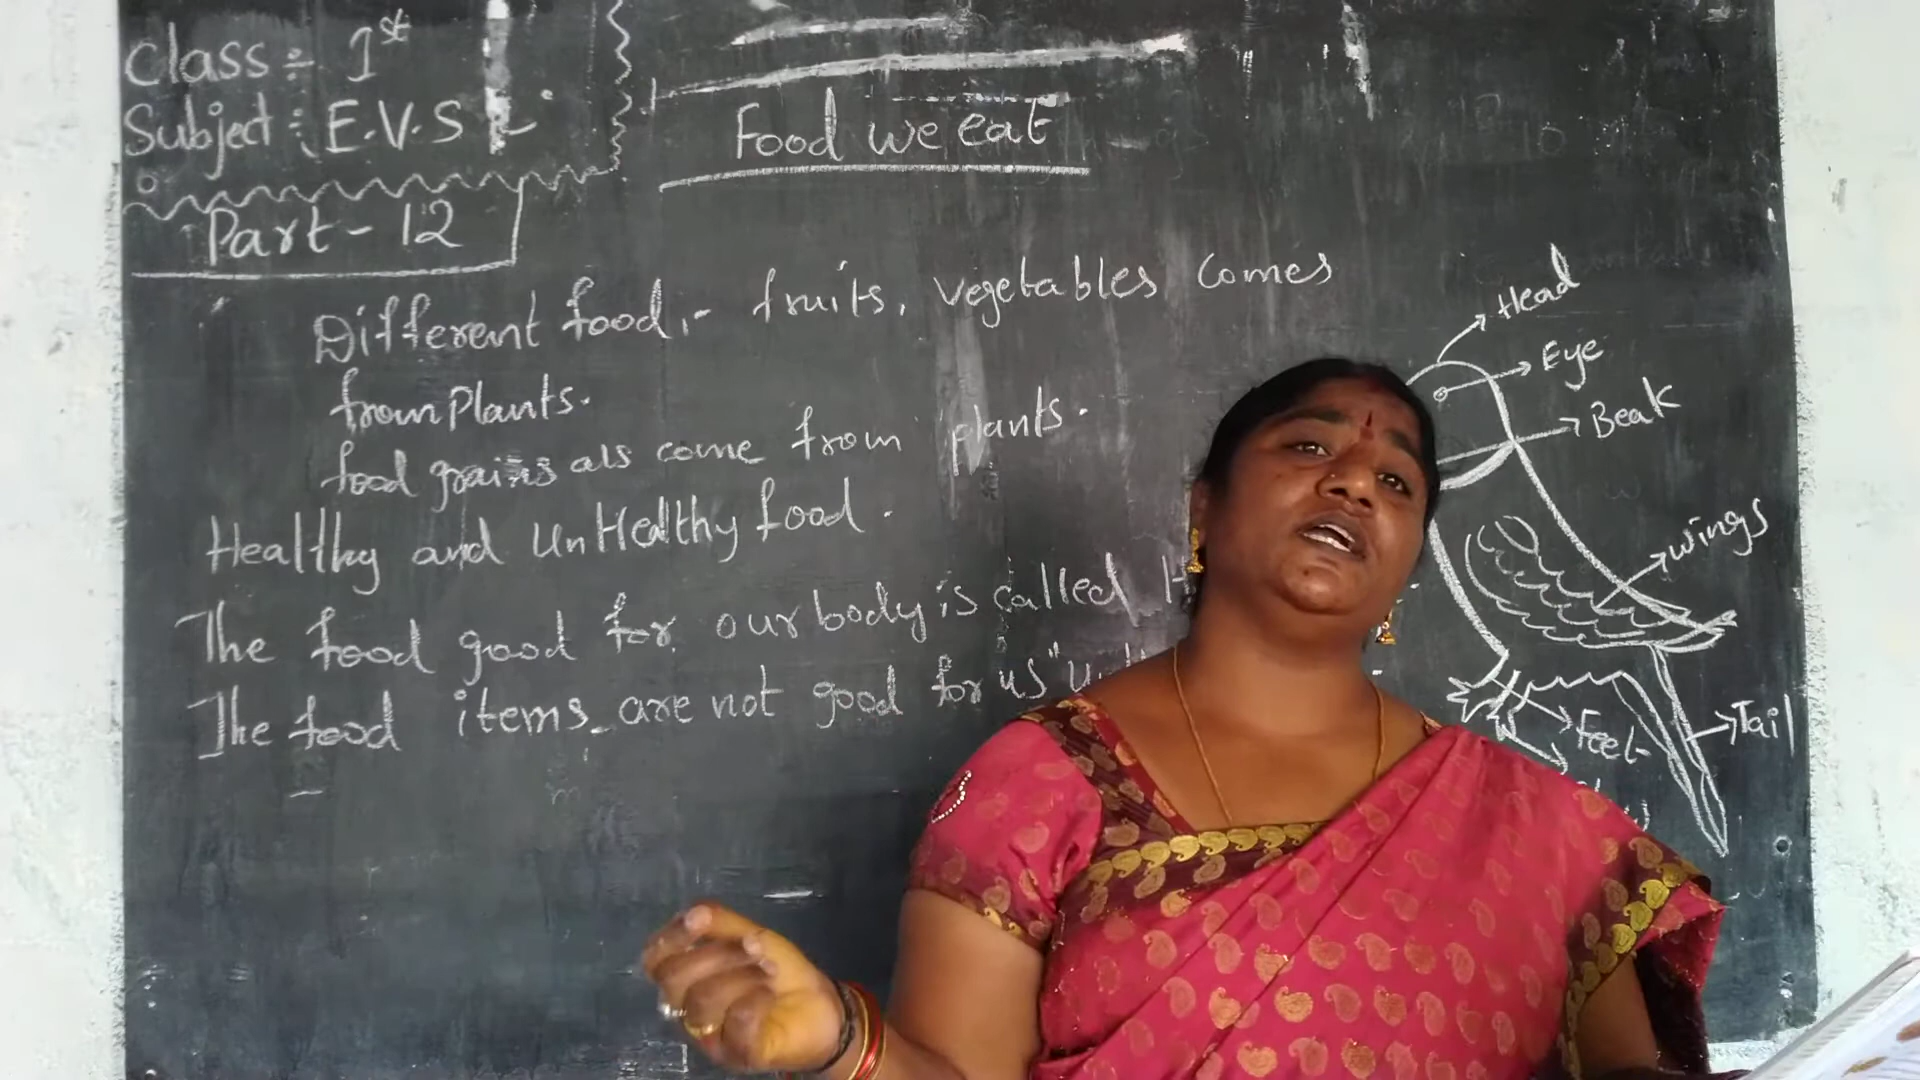 Class :- 1st
Subject : E.V.S :-
Part - 12
Food we eat
Different food :- fruits, vegetables comes
from Plants.
food grains als come from plants.
Healthy and UnHealthy food.
The food good for our body is called
The food items are not good for us "
Head
Eye
Beak
wings
Feet
Tail